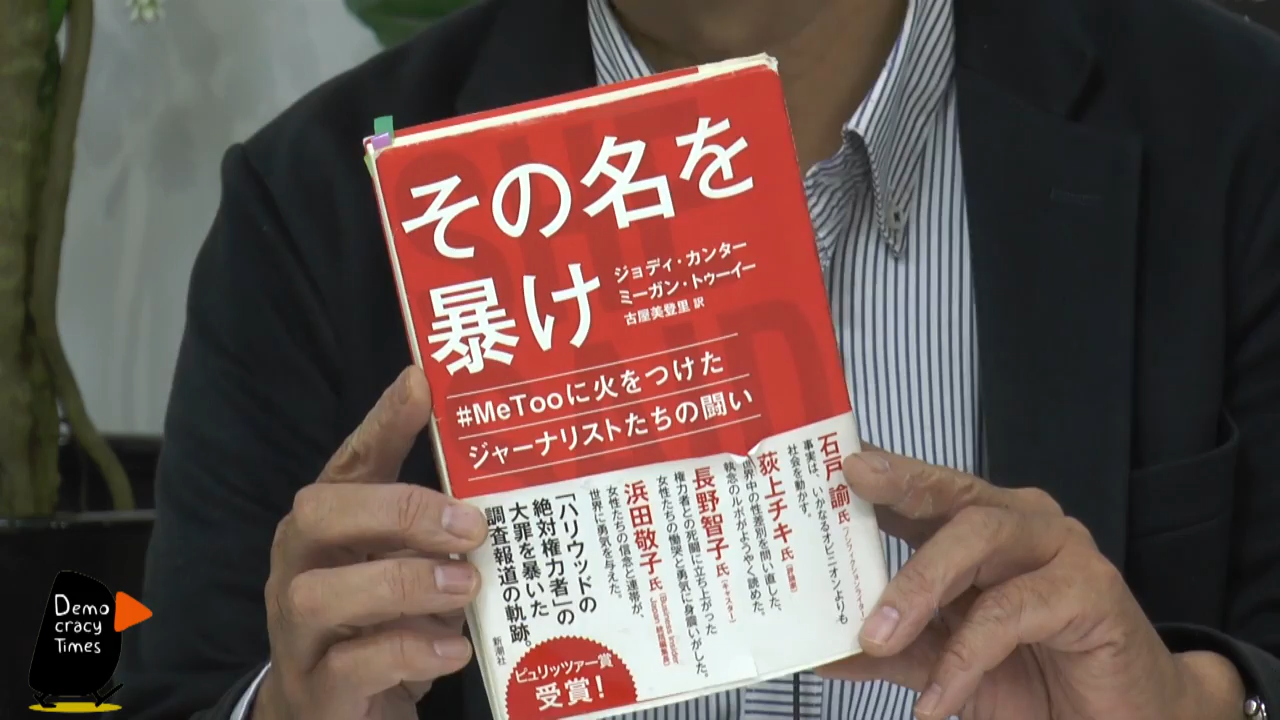 その名を
暴け
ジョディ・カンター
ミーガン・トゥーイー
古屋美登里 訳
#MeTooに火をつけた
ジャーナリストたちの闘い
石戸 諭氏
事実は、いかなるオピニオンよりも
社会を動かす。
荻上チキ氏(評論家)
世界中の性差別を問い直した、
執念のルポがようやく読めた。
長野智子氏(キャスター)
権力者との死闘に立ち上がった
女性たちの慟哭と勇気に身震いがした。
浜田敬子氏
女性たちの信念と連帯が、
世界に勇気を与えた。
「ハリウッドの
絶対権力者」の
大罪を暴いた
調査報道の軌跡。
新潮社
ピュリッツァー賞
受賞!
Demo
cracy
Times